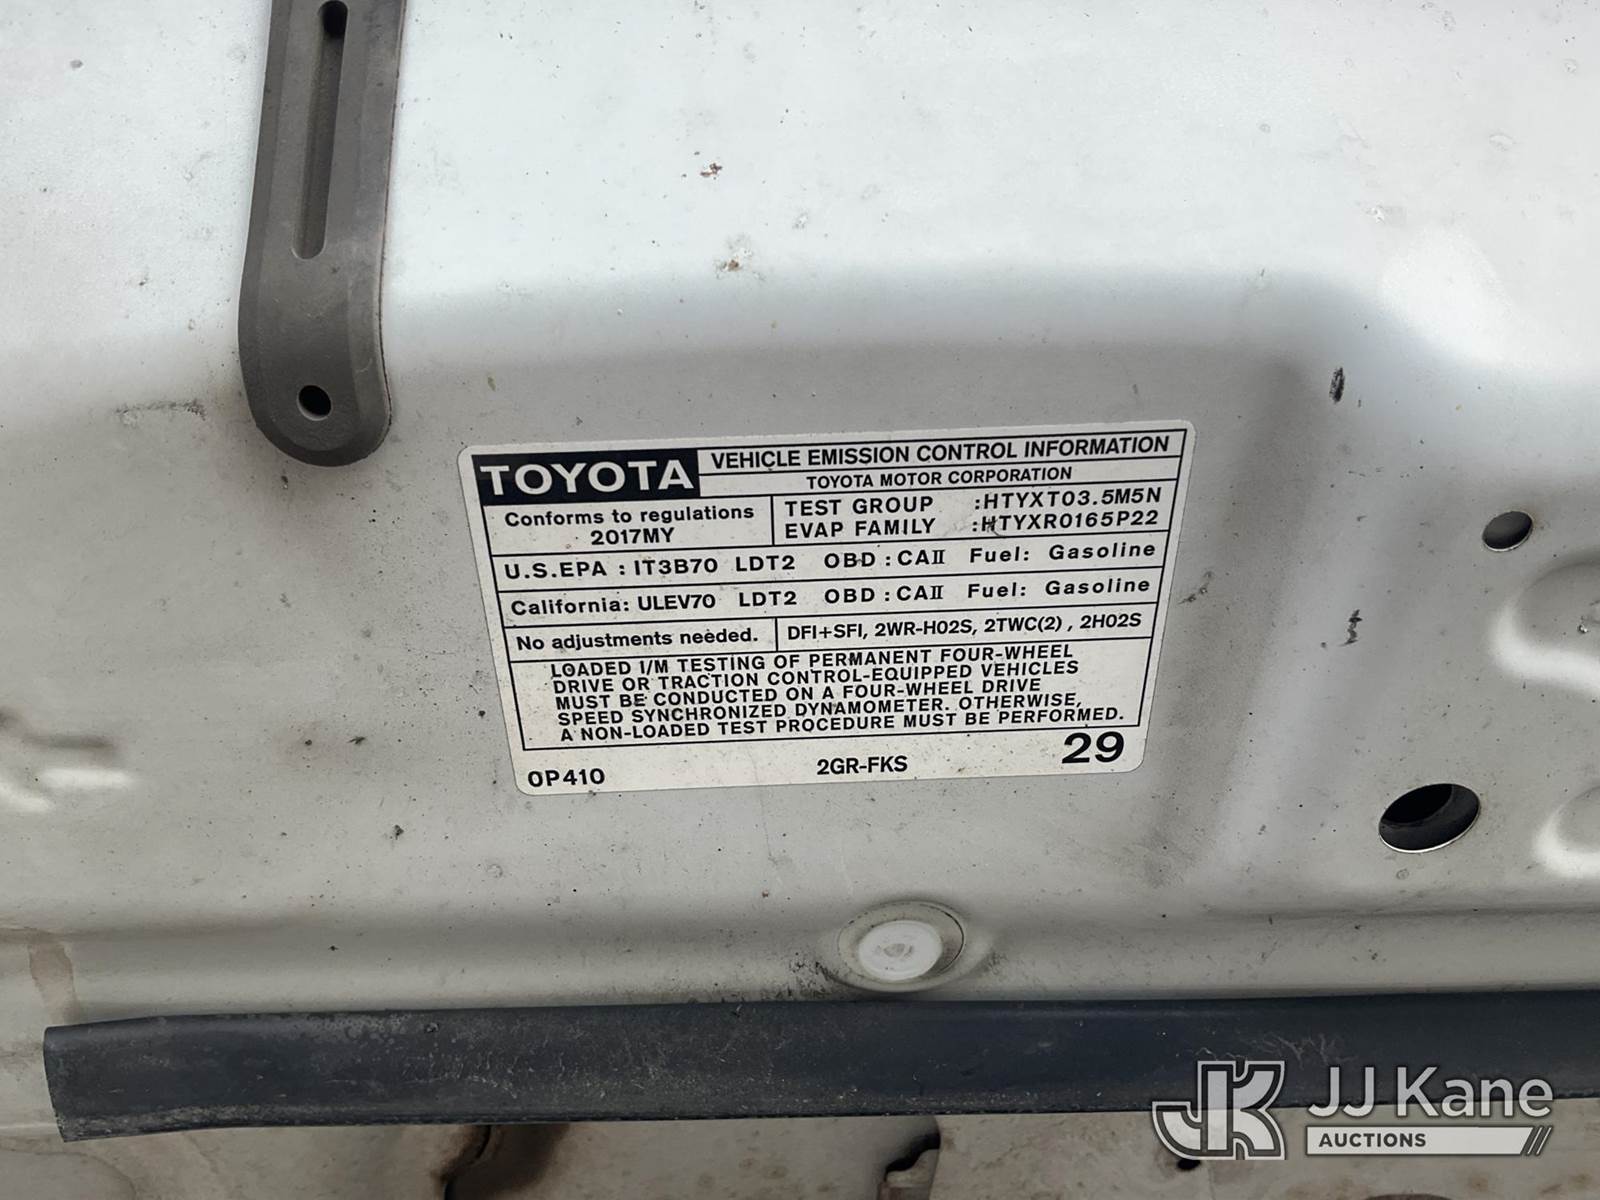 TOYOTA
VEHICLE EMISSION CONTROL INFORMATION
TOYOTA MOTOR CORPORATION
Conforms to regulations
2017MY
TEST GROUP :HTYXT03.5M5N
EVAP FAMILY :HTYXR0165P22
U.S.EPA : IT3B70 LDT2 OBD : CAII Fuel: Gasoline
California: ULEV70 LDT2 OBD : CAII Fuel: Gasoline
No adjustments needed.
DFI+SFI, 2WR-HO2S, 2TWC(2) , 2HO2S
LOADED I/M TESTING OF PERMANENT FOUR-WHEEL
DRIVE OR TRACTION CONTROL-EQUIPPED VEHICLES
MUST BE CONDUCTED ON A FOUR-WHEEL DRIVE
SPEED SYNCHRONIZED DYNAMOMETER. OTHERWISE,
A NON-LOADED TEST PROCEDURE MUST BE PERFORMED.
0P410
2GR-FKS
29
JK JJ Kane
AUCTIONS